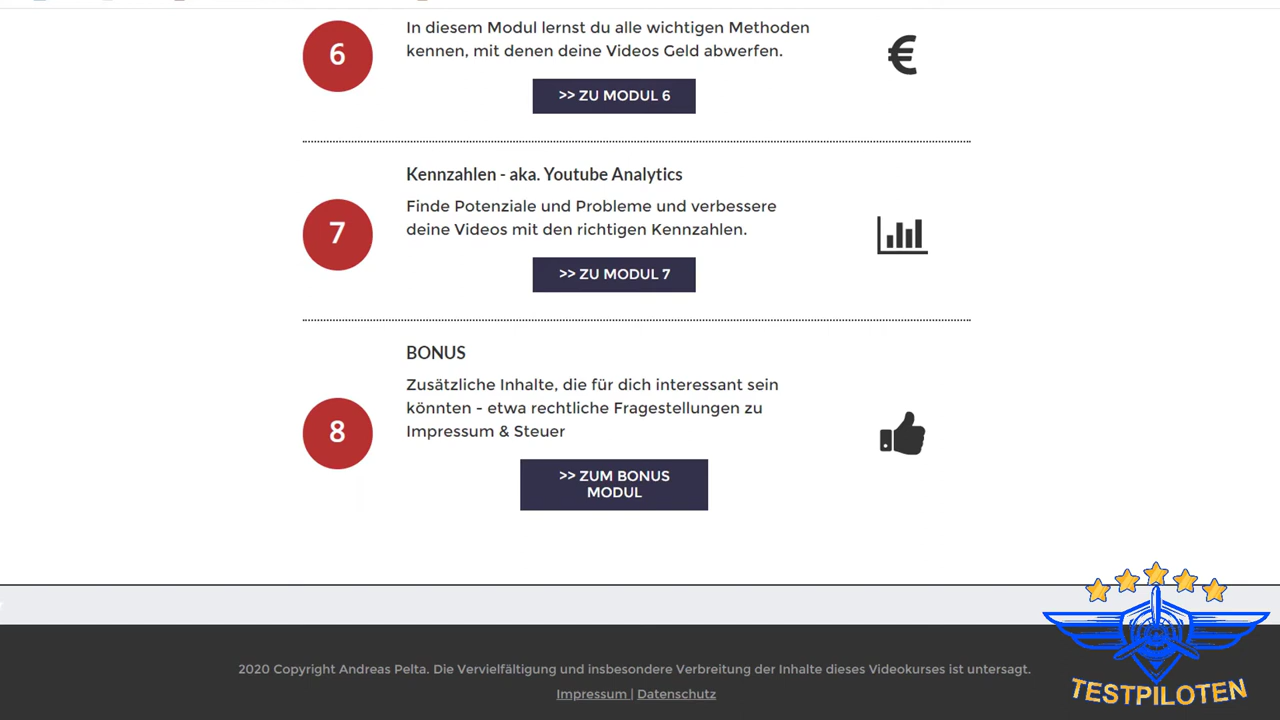 6
In diesem Modul lernst du alle wichtigen Methoden
kennen, mit denen deine Videos Geld abwerfen.
€
>> ZU MODUL 6
Kennzahlen - aka. Youtube Analytics
7
Finde Potenziale und Probleme und verbessere
deine Videos mit den richtigen Kennzahlen.
>> ZU MODUL 7
BONUS
8
Zusätzliche Inhalte, die für dich interessant sein
könnten - etwa rechtliche Fragestellungen zu
Impressum & Steuer
>> ZUM BONUS
MODUL
2020 Copyright Andreas Pelta. Die Vervielfältigung und insbesondere Verbreitung der Inhalte dieses Videokurses ist untersagt.
Impressum | Datenschutz
TESTPILOTEN